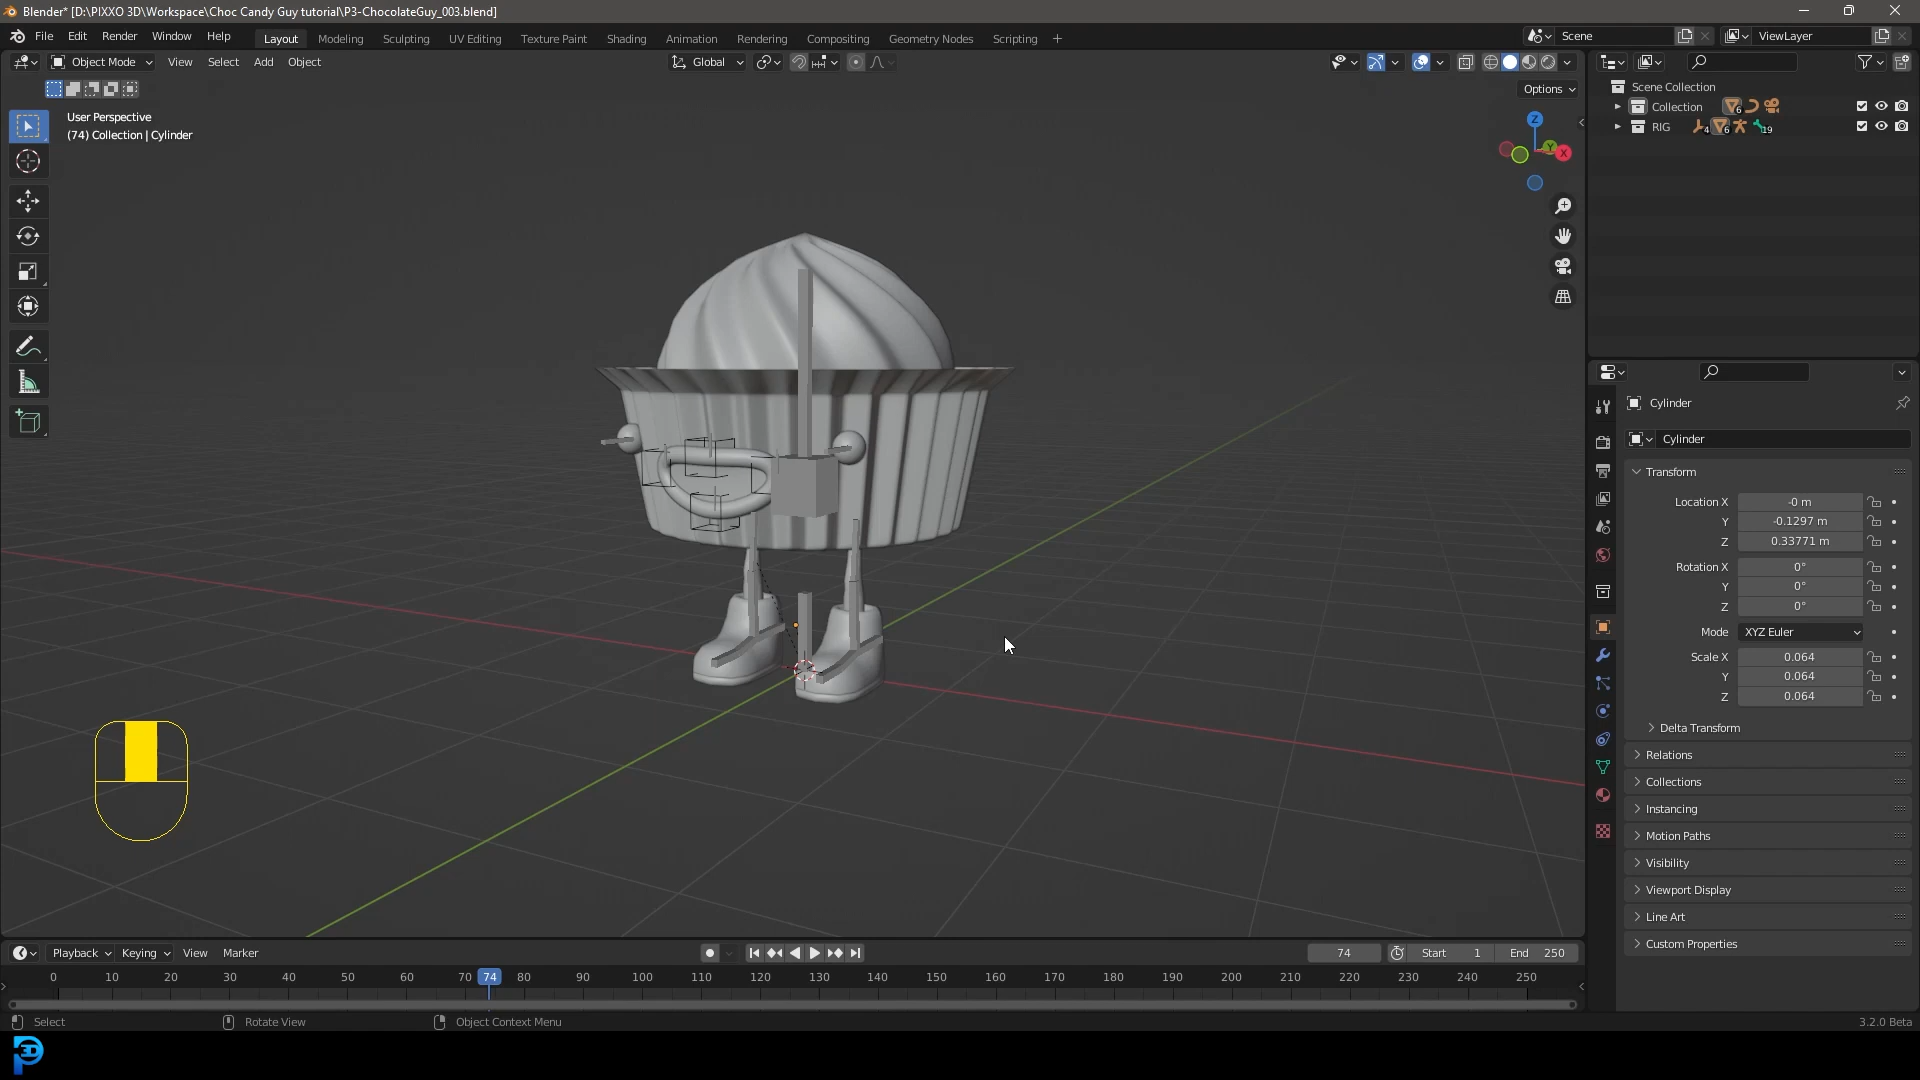 Blender* [D:\PIXXO 3D\Workspace\Choc Candy Guy tutorial\P3-ChocolateGuy_003.blend]
File Edit Render Window Help Layout Modeling Sculpting UV Editing Texture Paint Shading Animation Rendering Compositing Geometry Nodes Scripting + Scene ViewLayer
Object Mode View Select Add Object Global
Options
User Perspective
(74) Collection | Cylinder
Z
Y
X
Scene Collection
Collection 6
RIG 4 6 19
Cylinder
Cylinder
Transform
Location X -0 m
Y -0.1297 m
Z 0.33771 m
Rotation X 0°
Y 0°
Z 0°
Mode XYZ Euler
Scale X 0.064
Y 0.064
Z 0.064
Delta Transform
Relations
Collections
Instancing
Motion Paths
Visibility
Viewport Display
Line Art
Custom Properties
Playback Keying View Marker 74 Start 1 End 250
0 10 20 30 40 50 60 70 74 80 90 100 110 120 130 140 150 160 170 180 190 200 210 220 230 240 250
Select Rotate View Object Context Menu 3.2.0 Beta
3D